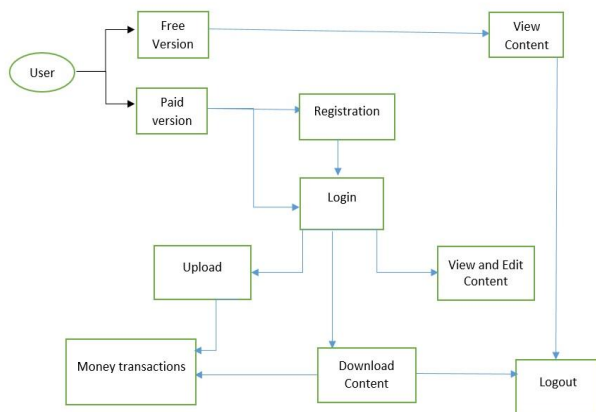 Free
Version
View
Content
User
Paid
version
Registration
Login
Upload
View and Edit
Content
Money transactions
Download
Content
Logout